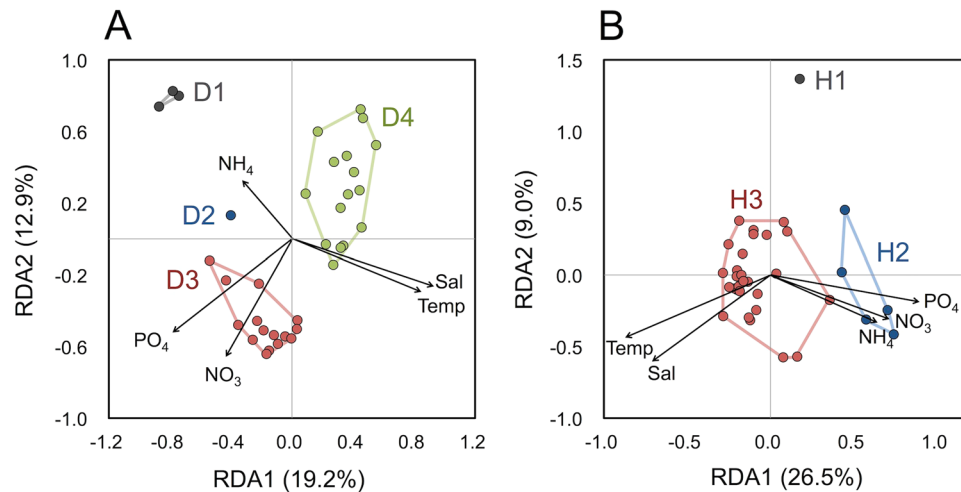 A
1.0
0.6
0.2
-0.2
-0.6
-1.0
RDA2 (12.9%)
D1
D2
D3
D4
NH4
PO4
NO3
Sal
Temp
-1.2
-0.8
-0.4
0.0
0.4
0.8
1.2
RDA1 (19.2%)
B
1.5
1.0
0.5
0.0
-0.5
-1.0
RDA2 (9.0%)
H1
H3
H2
PO4
NO3
NH4
Temp
Sal
-1.0
-0.5
0.0
0.5
1.0
RDA1 (26.5%)